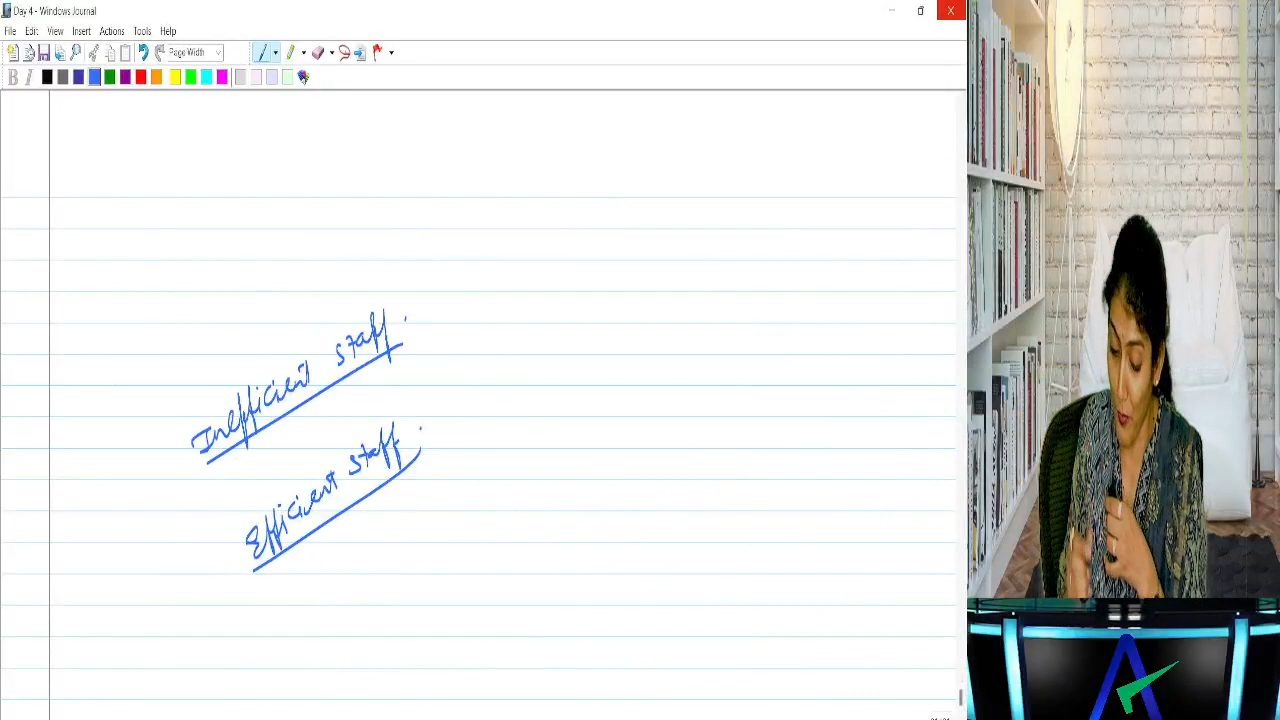 Day 4 - Windows Journal
File Edit View Insert Actions Tools Help
Page Width
B I
Inefficient staff.
Efficient staff.